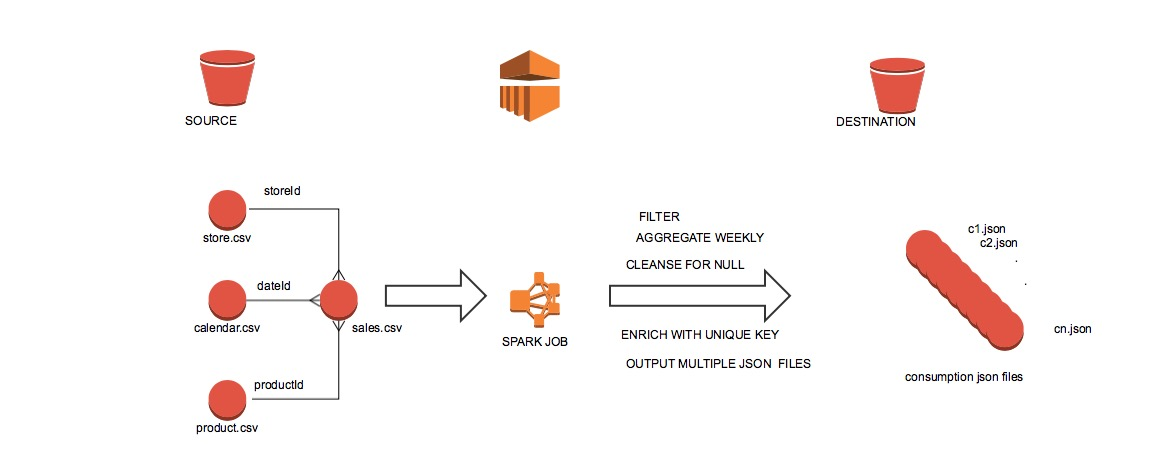 SOURCE
DESTINATION
storeId
store.csv
dateId
calendar.csv
sales.csv
productId
product.csv
SPARK JOB
FILTER
AGGREGATE WEEKLY
CLEANSE FOR NULL
ENRICH WITH UNIQUE KEY
OUTPUT MULTIPLE JSON FILES
c1.json
c2.json
.
.
cn.json
consumption json files